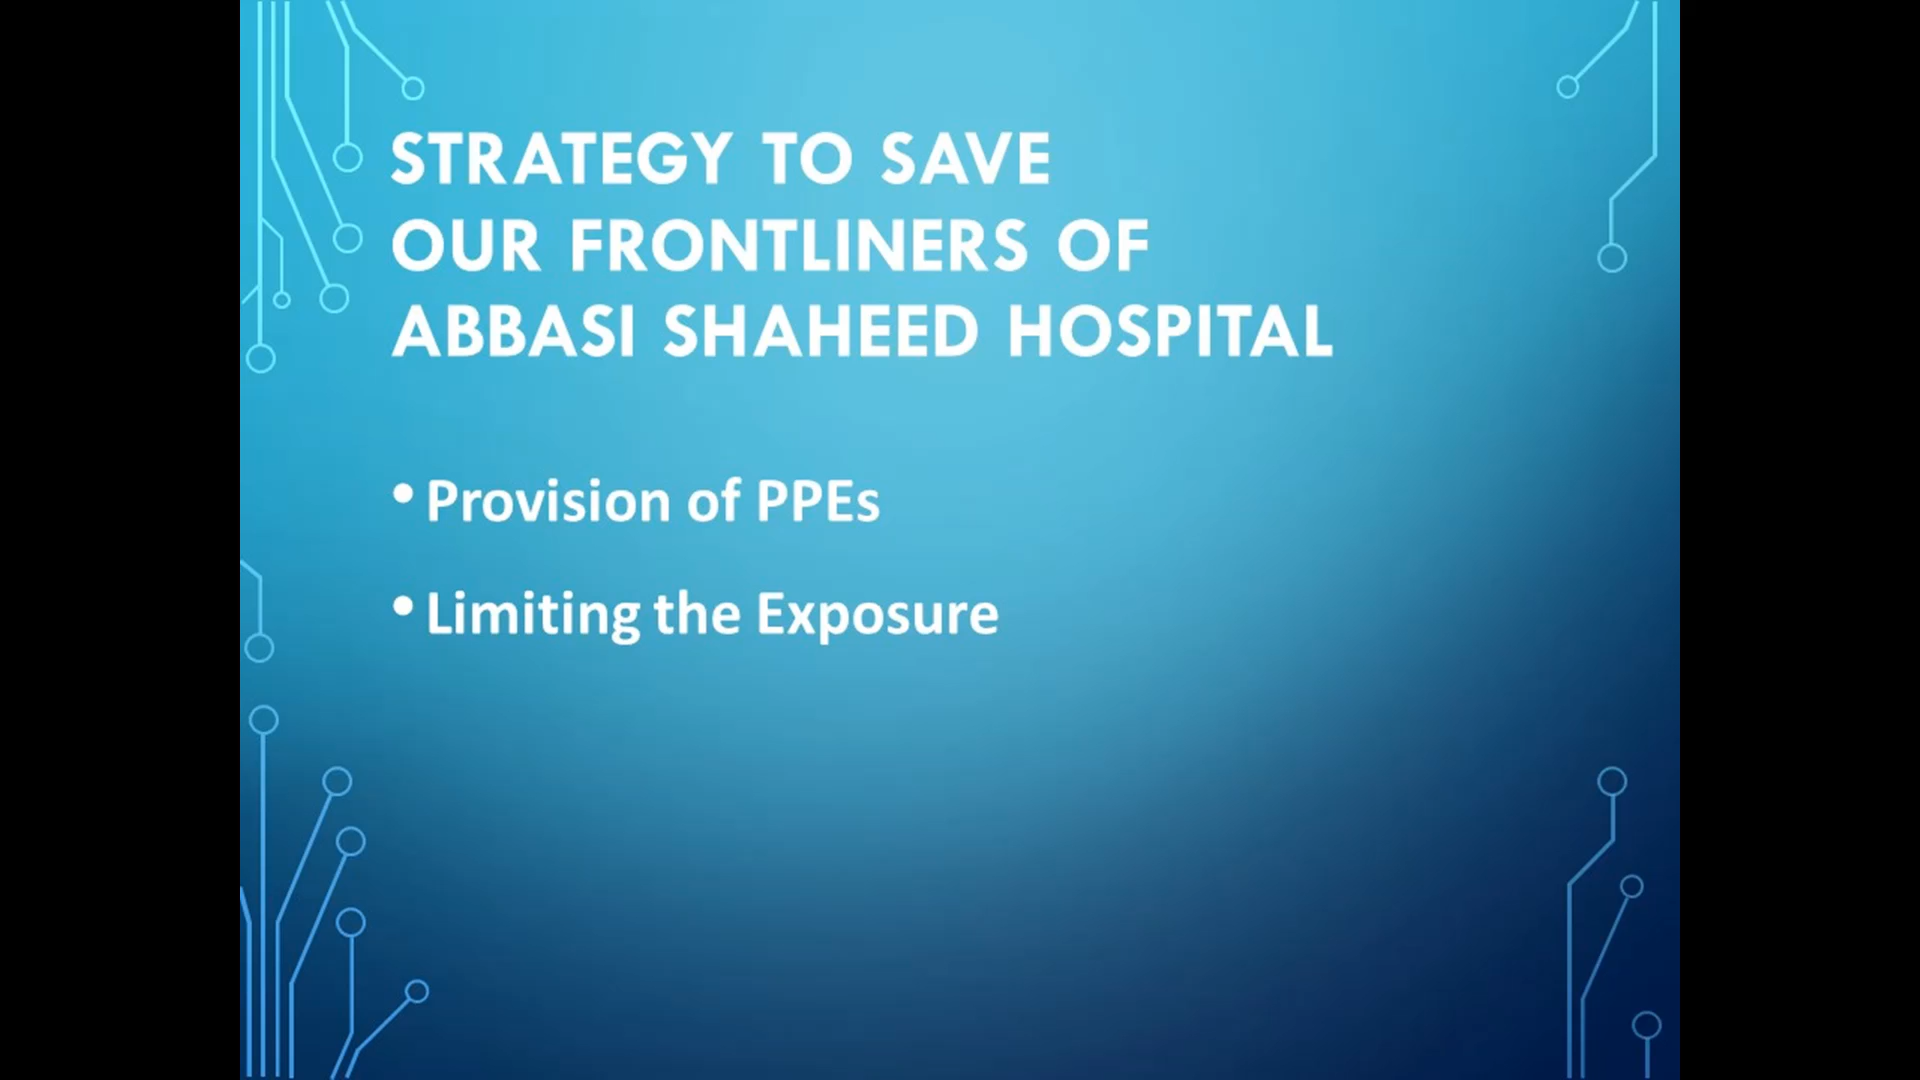 STRATEGY TO SAVE
OUR FRONTLINERS OF
ABBASI SHAHEED HOSPITAL
• Provision of PPEs
• Limiting the Exposure